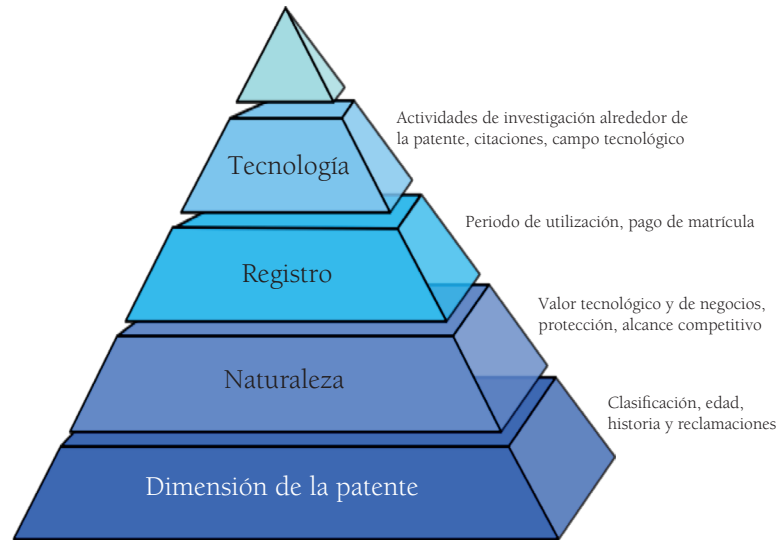 Actividades de investigación alrededor de
la patente, citaciones, campo tecnológico
Tecnología
Periodo de utilización, pago de matrícula
Registro
Valor tecnológico y de negocios,
protección, alcance competitivo
Naturaleza
Clasificación, edad,
historia y reclamaciones
Dimensión de la patente